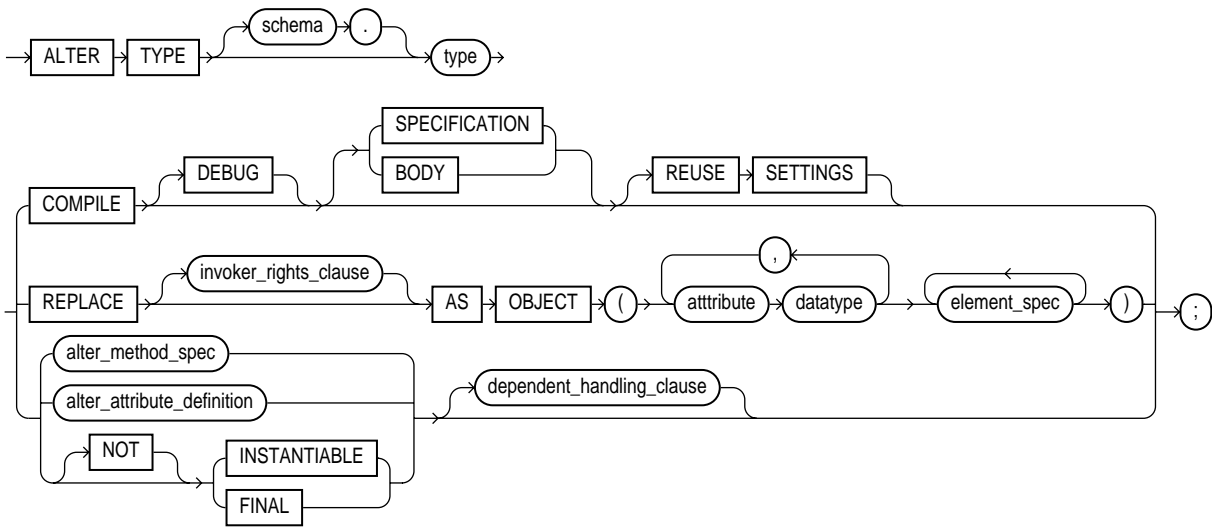 schema .
ALTER TYPE type
SPECIFICATION
DEBUG BODY REUSE SETTINGS
COMPILE
invoker_rights_clause ,
REPLACE AS OBJECT ( atttribute datatype element_spec ) ;
alter_method_spec
dependent_handling_clause
alter_attribute_definition
NOT INSTANTIABLE
FINAL